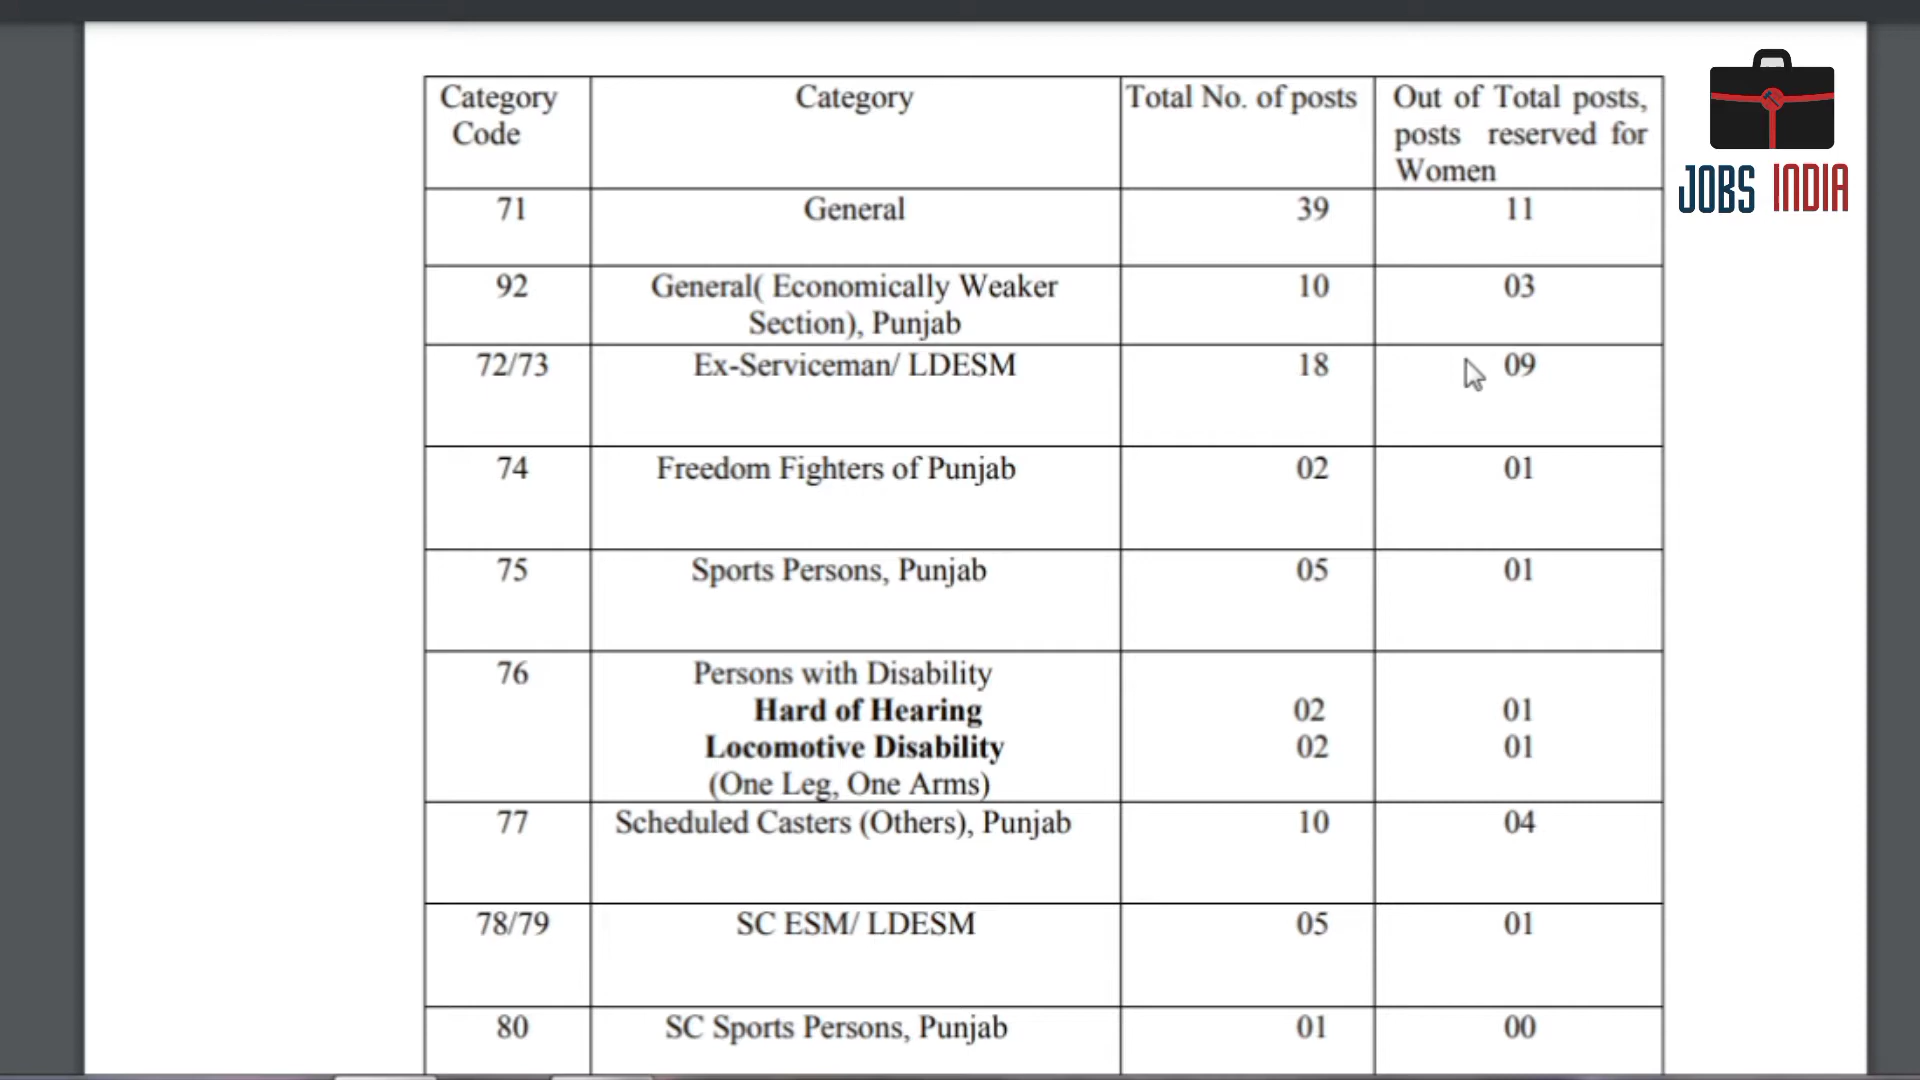 Category Code
Category
Total No. of posts
Out of Total posts, posts reserved for Women
JOBS INDIA
71 General 39 11
92 General( Economically Weaker Section), Punjab 10 03
72/73 Ex-Serviceman/ LDESM 18 09
74 Freedom Fighters of Punjab 02 01
75 Sports Persons, Punjab 05 01
76 Persons with Disability
Hard of Hearing 02 01
Locomotive Disability 02 01
(One Leg, One Arms)
77 Scheduled Casters (Others), Punjab 10 04
78/79 SC ESM/ LDESM 05 01
80 SC Sports Persons, Punjab 01 00